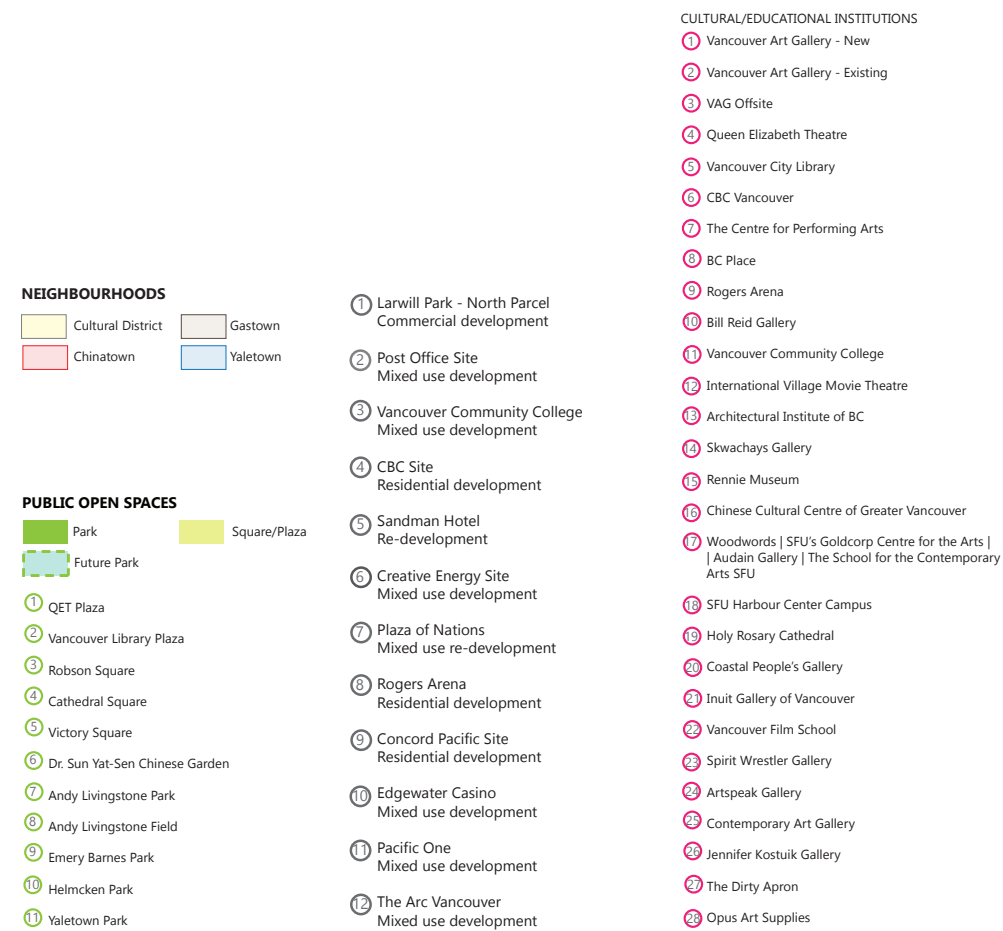 NEIGHBOURHOODS
Cultural District
Gastown
Chinatown
Yaletown
PUBLIC OPEN SPACES
Park
Square/Plaza
Future Park
1 QET Plaza
2 Vancouver Library Plaza
3 Robson Square
4 Cathedral Square
5 Victory Square
6 Dr. Sun Yat-Sen Chinese Garden
7 Andy Livingstone Park
8 Andy Livingstone Field
9 Emery Barnes Park
10 Helmcken Park
11 Yaletown Park
1 Larwill Park - North Parcel
Commercial development
2 Post Office Site
Mixed use development
3 Vancouver Community College
Mixed use development
4 CBC Site
Residential development
5 Sandman Hotel
Re-development
6 Creative Energy Site
Mixed use development
7 Plaza of Nations
Mixed use re-development
8 Rogers Arena
Residential development
9 Concord Pacific Site
Residential development
10 Edgewater Casino
Mixed use development
11 Pacific One
Mixed use development
12 The Arc Vancouver
Mixed use development
CULTURAL/EDUCATIONAL INSTITUTIONS
1 Vancouver Art Gallery - New
2 Vancouver Art Gallery - Existing
3 VAG Offsite
4 Queen Elizabeth Theatre
5 Vancouver City Library
6 CBC Vancouver
7 The Centre for Performing Arts
8 BC Place
9 Rogers Arena
10 Bill Reid Gallery
11 Vancouver Community College
12 International Village Movie Theatre
13 Architectural Institute of BC
14 Skwachays Gallery
15 Rennie Museum
16 Chinese Cultural Centre of Greater Vancouver
17 Woodwords | SFU's Goldcorp Centre for the Arts |
| Audain Gallery | The School for the Contemporary
Arts SFU
18 SFU Harbour Center Campus
19 Holy Rosary Cathedral
20 Coastal People's Gallery
21 Inuit Gallery of Vancouver
22 Vancouver Film School
23 Spirit Wrestler Gallery
24 Artspeak Gallery
25 Contemporary Art Gallery
26 Jennifer Kostuik Gallery
27 The Dirty Apron
28 Opus Art Supplies